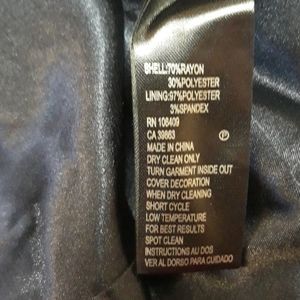 SHELL:70%RAYON
30%POLYESTER
LINING:97%POLYESTER
3%SPANDEX
RN 108409
CA 39663
P
MADE IN CHINA
DRY CLEAN ONLY
TURN GARMENT INSIDE OUT
COVER DECORATION
WHEN DRY CLEANING
SHORT CYCLE
LOW TEMPERATURE
FOR BEST RESULTS
SPOT CLEAN
INSTRUCTIONS AU DOS
VER AL DORSO PARA CUIDADO